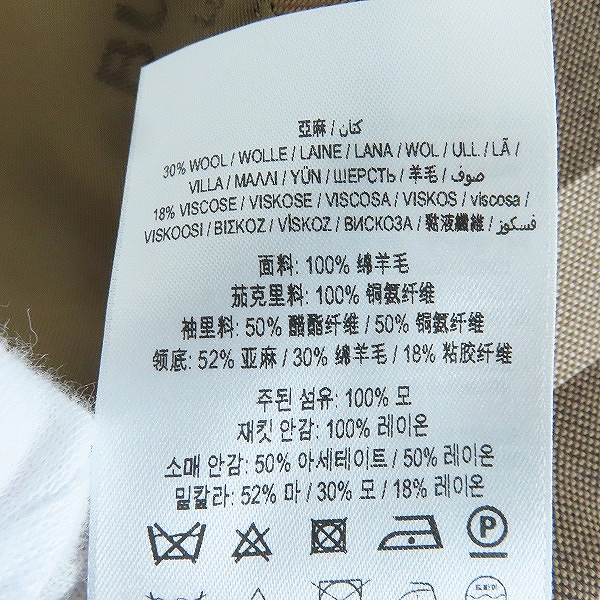 BU
亞麻 / كتان /
30% WOOL / WOLLE / LAINE / LANA / WOL / ULL / LÃ /
VILLA / ΜΑΛΛΙ / YÜN / ШЕРСТЬ / 羊毛 / صوف /
18% VISCOSE / VISKOSE / VISCOSA / VISKOS / viscosa /
VISKOOSI / ΒΙΣΚΟΖ / VİSKOZ / ВИСКОЗА / 黏液纖維 / فسكوز /
面料: 100% 绵羊毛
茄克里料: 100% 铜氨纤维
袖里料: 50% 醋酯纤维 / 50% 铜氨纤维
领底: 52% 亚麻 / 30% 绵羊毛 / 18% 粘胶纤维
주된 섬유: 100% 모
재킷 안감: 100% 레이온
소매 안감: 50% 아세테이트 / 50% 레이온
밑칼라: 52% 마 / 30% 모 / 18% 레이온
P